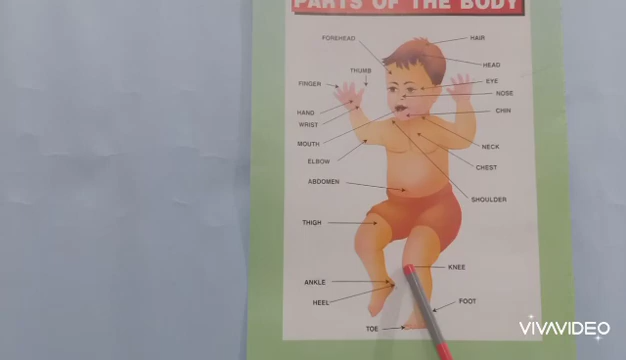 PARTS OF THE BODY
FOREHEAD
HAIR
HEAD
THUMB
EYE
FINGER
NOSE
HAND
CHIN
WRIST
MOUTH
NECK
ELBOW
CHEST
ABDOMEN
SHOULDER
THIGH
KNEE
ANKLE
HEEL
FOOT
TOE
VIVAVIDEO